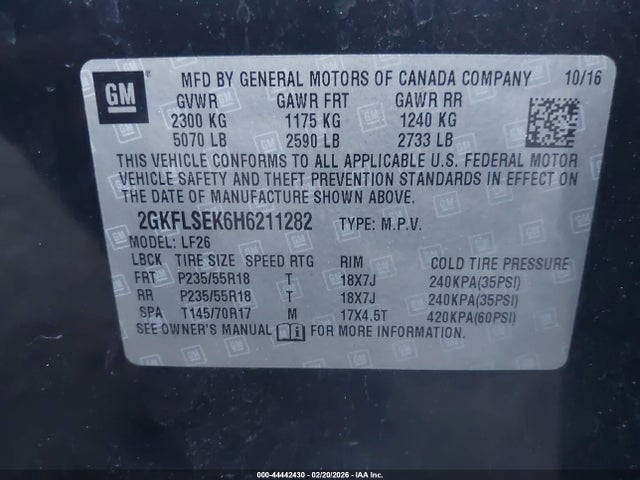 GM
MFD BY GENERAL MOTORS OF CANADA COMPANY 10/16
GVWR GAWR FRT GAWR RR
2300 KG 1175 KG 1240 KG
5070 LB 2590 LB 2733 LB
THIS VEHICLE CONFORMS TO ALL APPLICABLE U.S. FEDERAL MOTOR
VEHICLE SAFETY AND THEFT PREVENTION STANDARDS IN EFFECT ON
THE DATE OF MANUFACTURE SHOWN ABOVE.
2GKFLSEK6H6211282 TYPE: M.P.V.
MODEL: LF26
LBCK TIRE SIZE SPEED RTG RIM COLD TIRE PRESSURE
FRT P235/55R18 T 18X7J 240KPA(35PSI)
RR P235/55R18 T 18X7J 240KPA(35PSI)
SPA T145/70R17 M 17X4.5T 420KPA(60PSI)
SEE OWNER'S MANUAL FOR MORE INFORMATION.
000-44442430 - 02/20/2026 - IAA Inc.